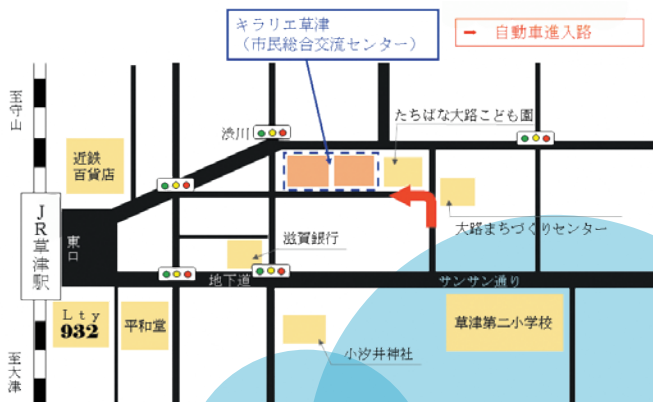 キラリエ草津
（市民総合交流センター）
自動車進入路
至守山
渋川
たちばな大路こども園
近鉄
百貨店
JR草津駅
東口
大路まちづくりセンター
滋賀銀行
地下道
サンサン通り
Lty
932
平和堂
草津第二小学校
小汐井神社
至大津